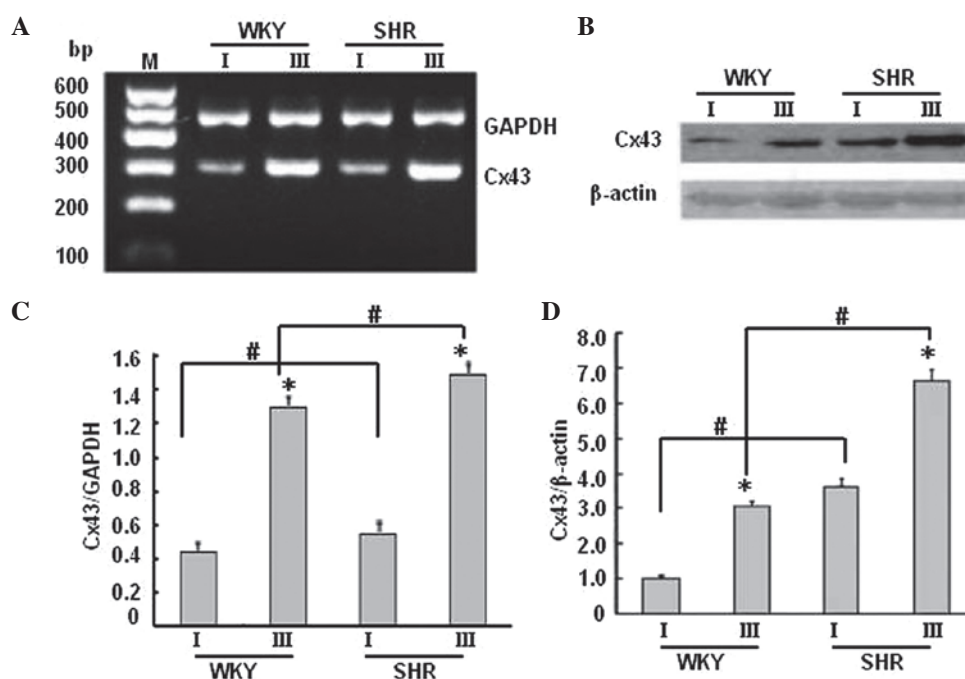 A
WKY SHR
bp M I III I III
600
500
400
300
200
100
GAPDH
Cx43
B
WKY SHR
I III I III
Cx43
β-actin
C
# #
* *
Cx43/GAPDH
1.6
1.4
1.2
1.0
0.8
0.6
0.4
0.2
0
I III I III
WKY SHR
D
# #
* *
Cx43/β-actin
8.0
7.0
6.0
5.0
4.0
3.0
2.0
1.0
0
I III I III
WKY SHR